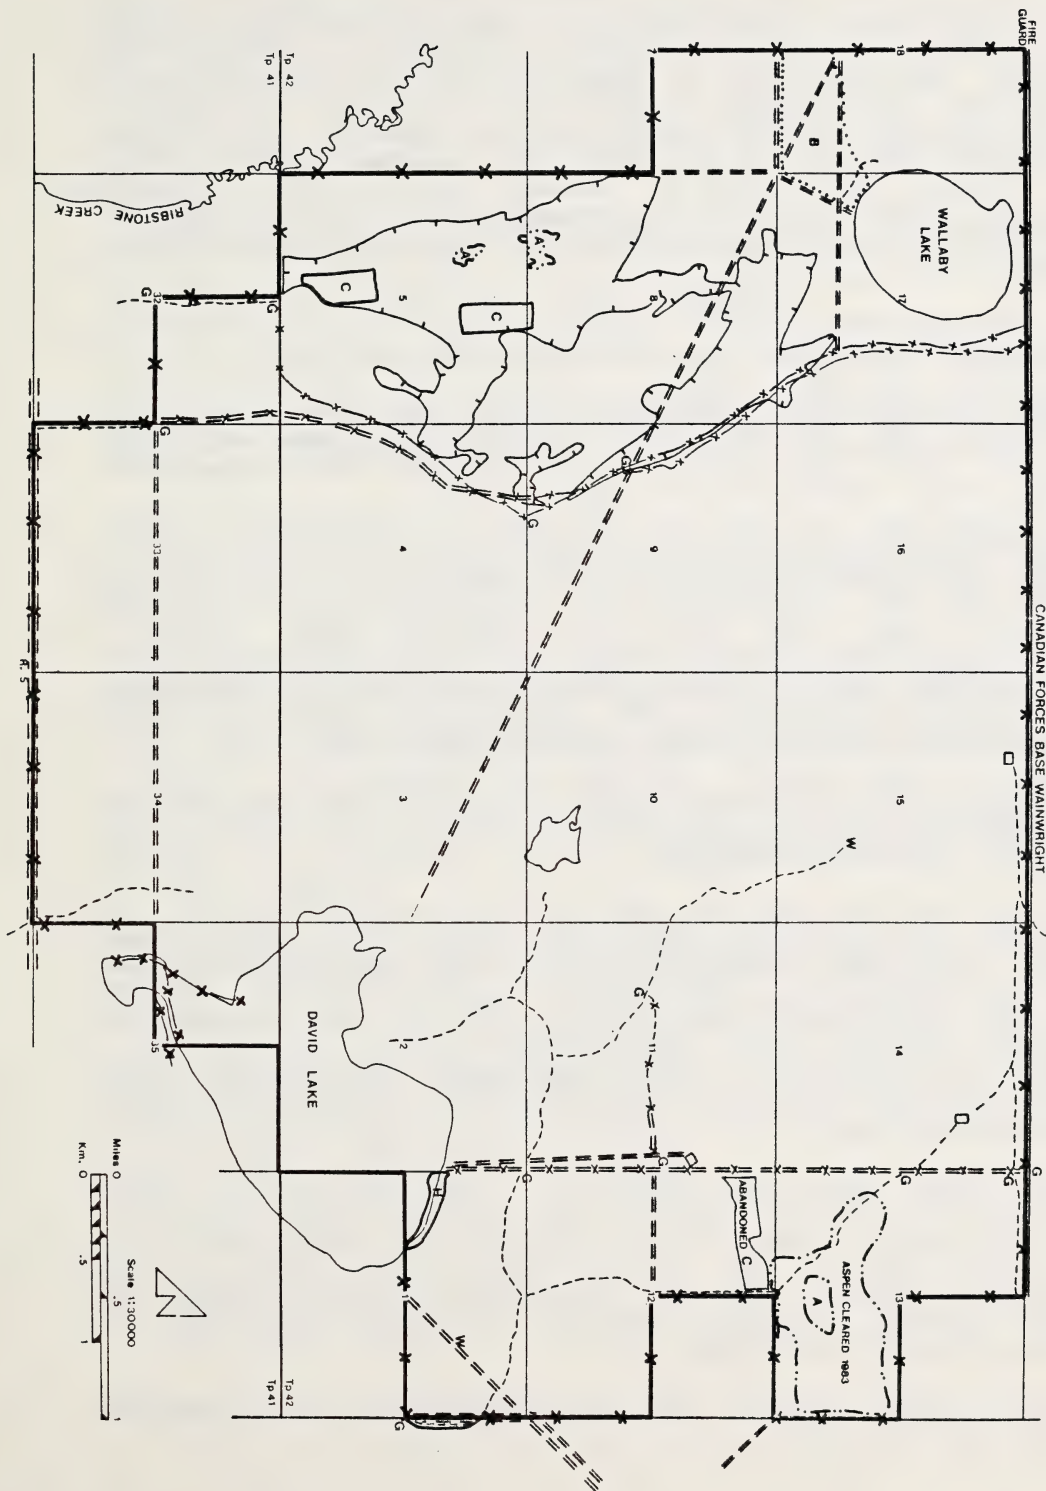 FIRE
GUARD
CANADIAN FORCES BASE WAINWRIGHT
G
G
18
17
16
15
14
G
13
WALLABY
LAKE
W
ASPEN CLEARED 1983
B
A
ABANDONED C
7
8
9
10
11
12
G
G
G
A
A
C
G
G
C
5
4
3
2
H
1
W
G
DAVID LAKE
Tp 42
Tp 41
Tp 42
Tp 41
G
G
32
33
34
35
G
RIBSTONE CREEK
R. 5
Scale 1:30000
Miles 0 .5 1
Km. 0 .5 1
N